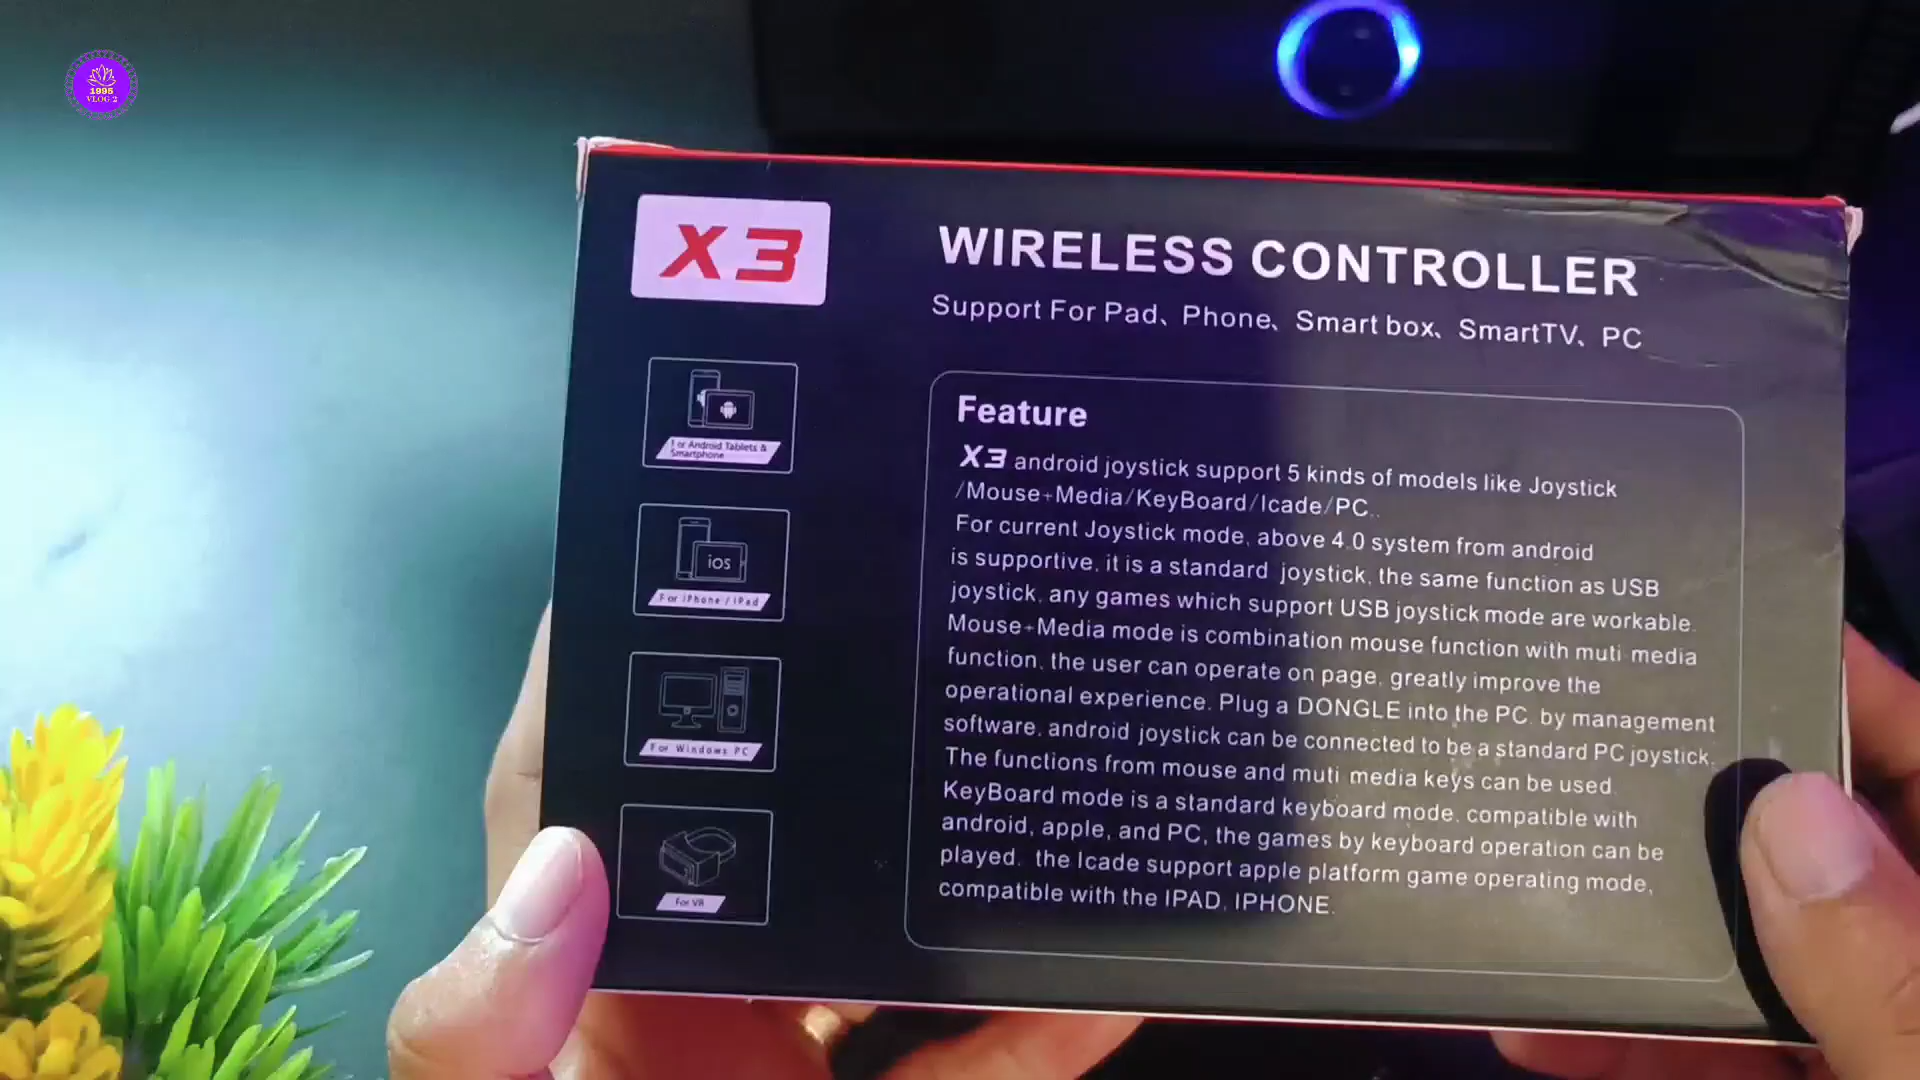 1995
VLOG 2
X3
WIRELESS CONTROLLER
Support For Pad、Phone、Smart box、SmartTV、PC
For Android Tablets &
Smartphone
ios
For iPhone / iPad
For Windows PC
For VR
Feature
X3 android joystick support 5 kinds of models like Joystick
/Mouse+Media/KeyBoard/Icade/PC..
For current Joystick mode, above 4.0 system from android
is supportive, it is a standard joystick, the same function as USB
joystick, any games which support USB joystick mode are workable.
Mouse+Media mode is combination mouse function with muti media
function, the user can operate on page, greatly improve the
operational experience. Plug a DONGLE into the PC, by management
software, android joystick can be connected to be a standard PC joystick.
The functions from mouse and muti media keys can be used.
KeyBoard mode is a standard keyboard mode, compatible with
android, apple, and PC, the games by keyboard operation can be
played. the Icade support apple platform game operating mode,
compatible with the IPAD, IPHONE.